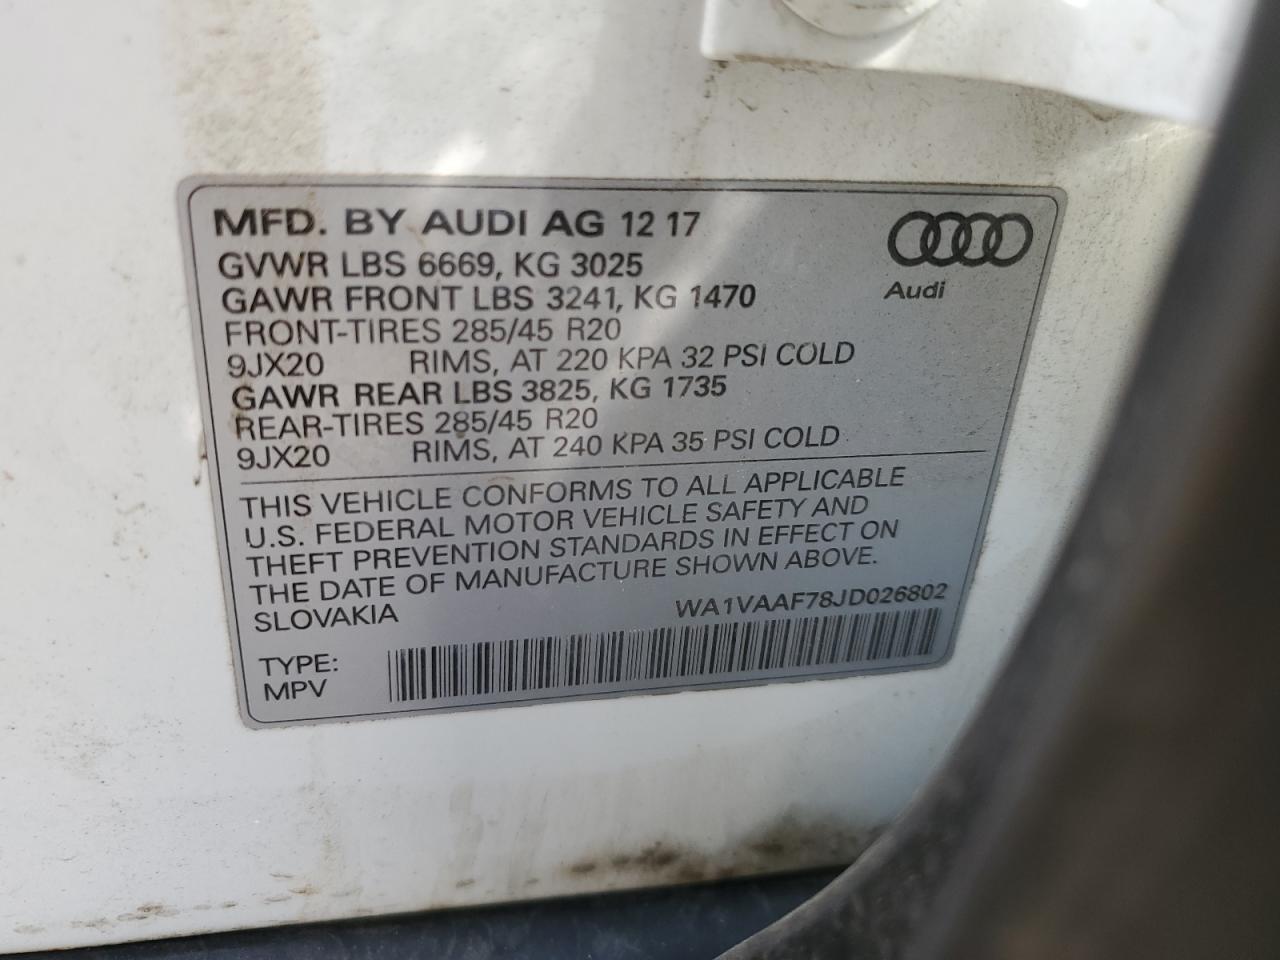 MFD. BY AUDI AG 12 17
GVWR LBS 6669, KG 3025
GAWR FRONT LBS 3241, KG 1470
FRONT-TIRES 285/45 R20
9JX20 RIMS, AT 220 KPA 32 PSI COLD
GAWR REAR LBS 3825, KG 1735
REAR-TIRES 285/45 R20
9JX20 RIMS, AT 240 KPA 35 PSI COLD
Audi
THIS VEHICLE CONFORMS TO ALL APPLICABLE
U.S. FEDERAL MOTOR VEHICLE SAFETY AND
THEFT PREVENTION STANDARDS IN EFFECT ON
THE DATE OF MANUFACTURE SHOWN ABOVE.
SLOVAKIA WA1VAAF78JD026802
TYPE:
MPV